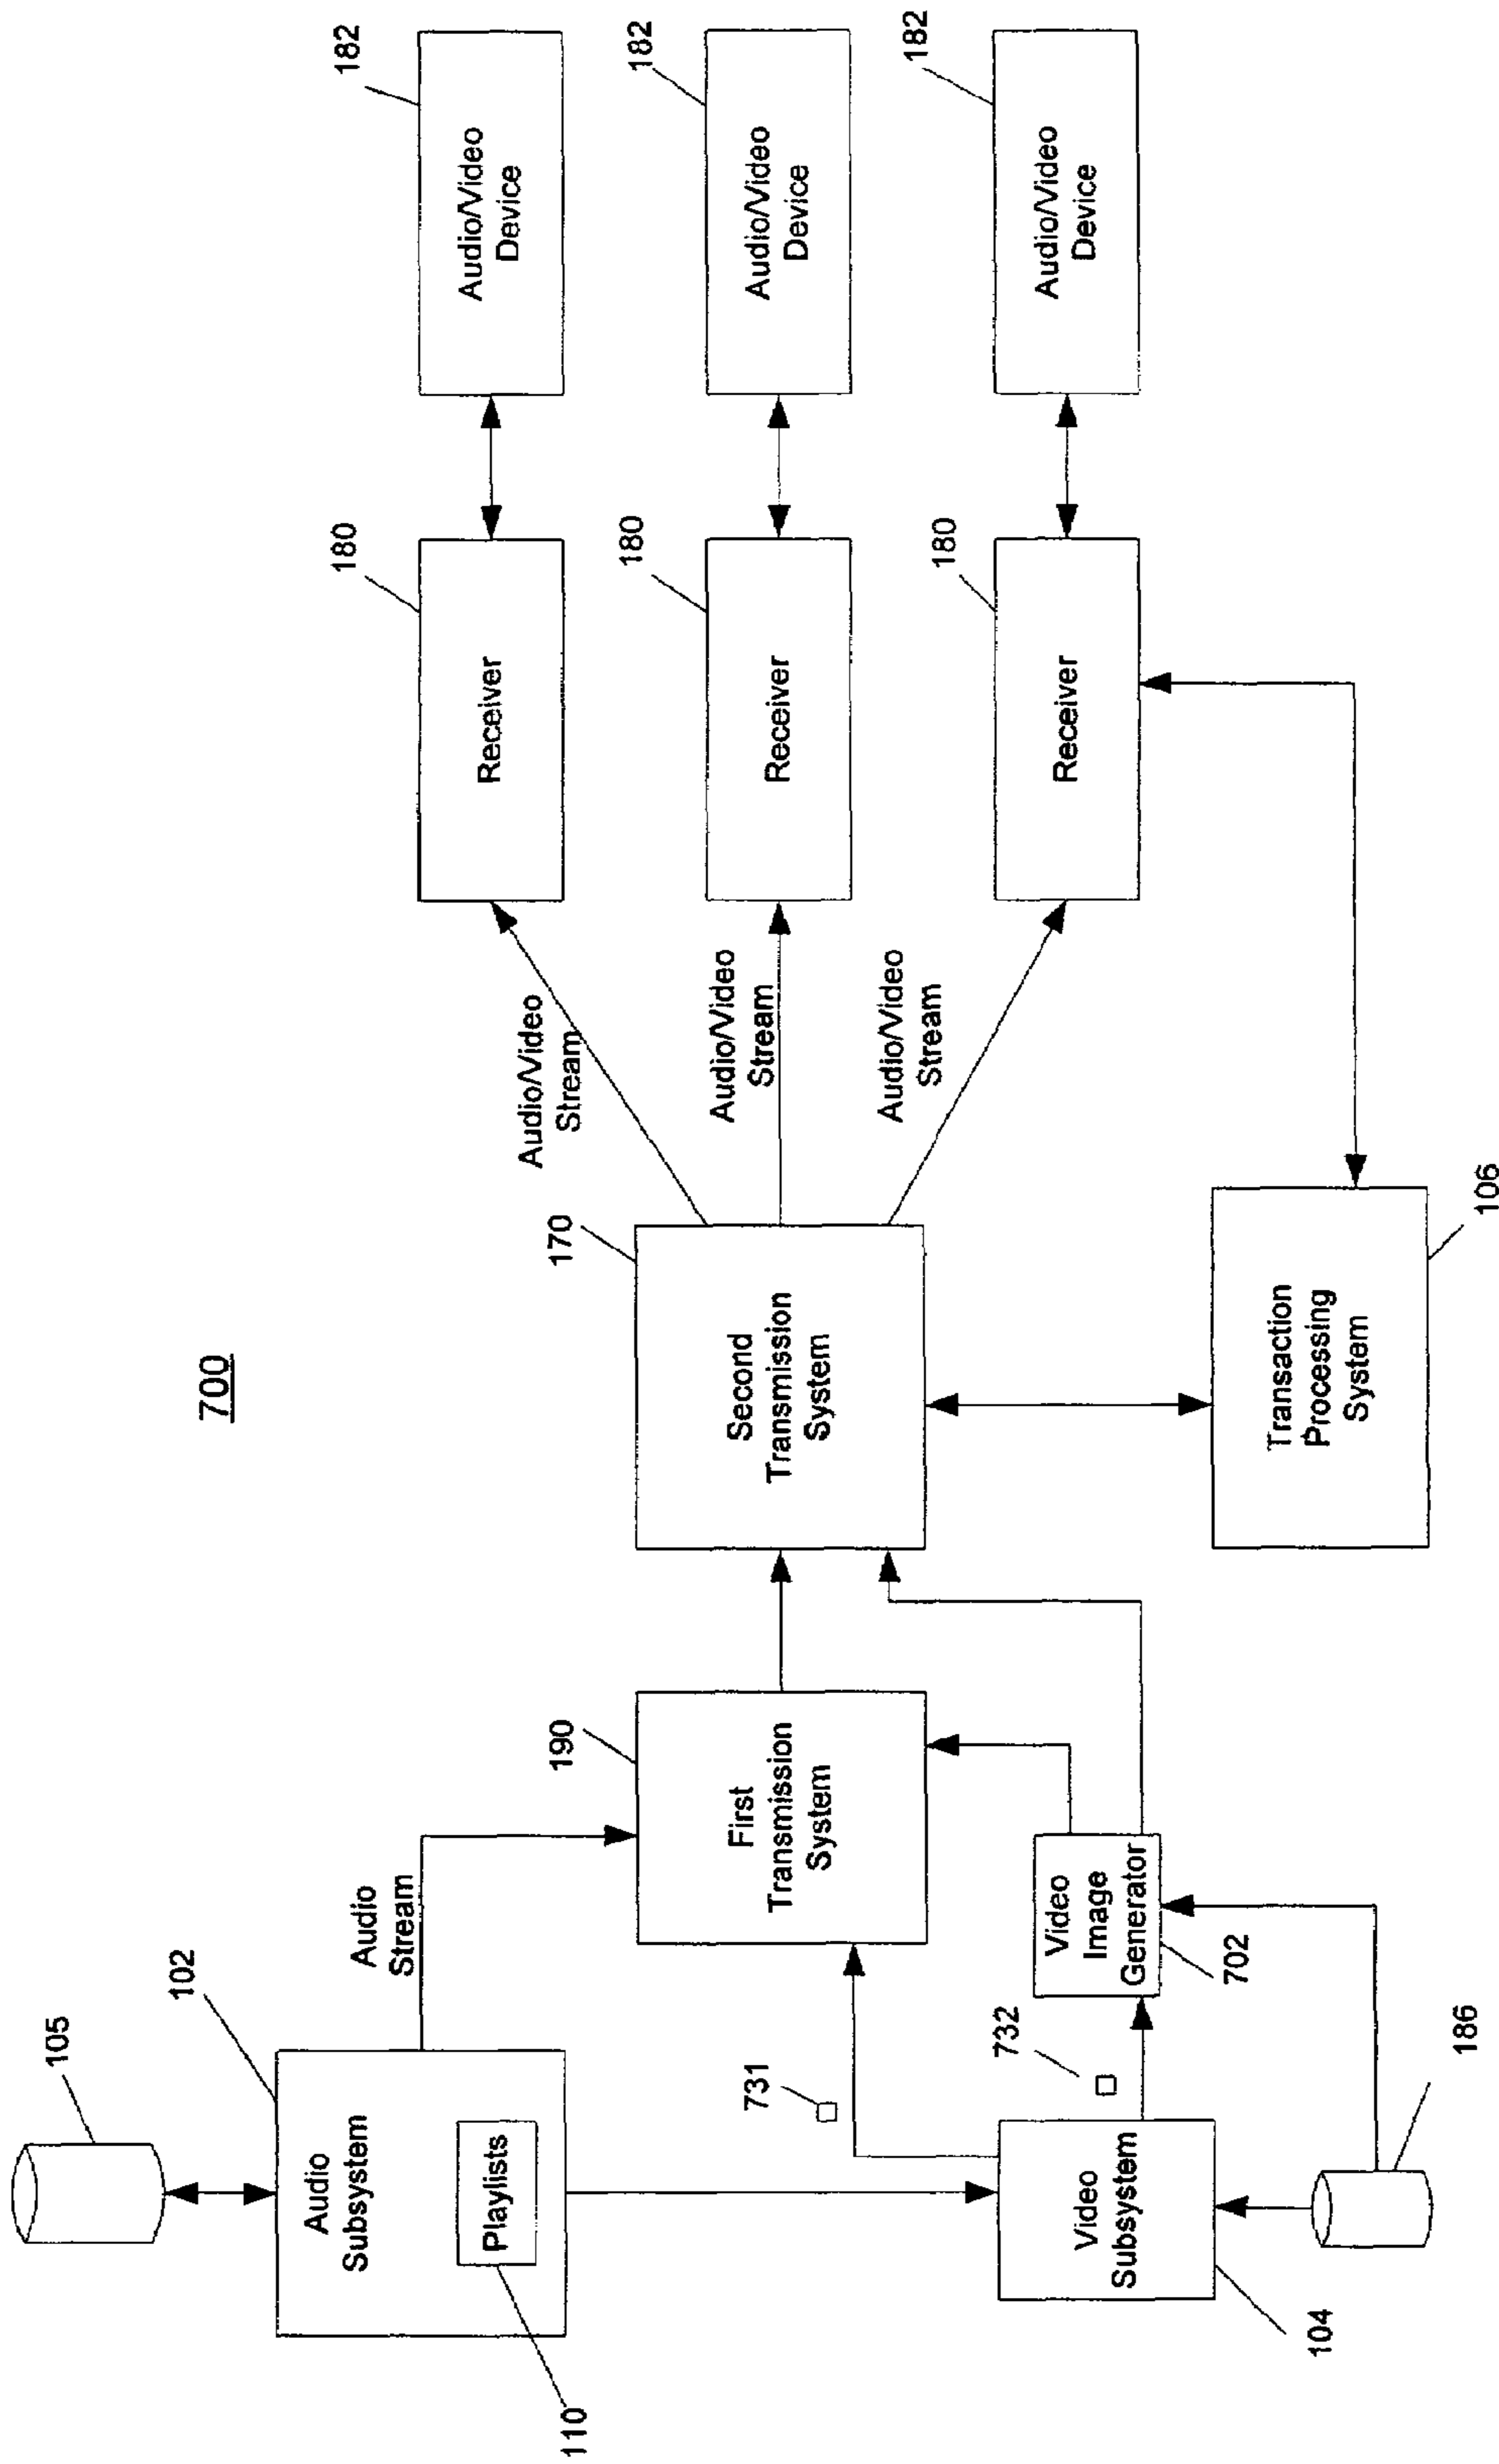 700
105
102
Audio
Subsystem
Playlists
110
Audio
Stream
190
First
Transmission
System
731
732
Video
Subsystem
104
186
Video
Image
Generator
702
170
Second
Transmission
System
Transaction
Processing
System
106
Audio/Video
Stream
Audio/Video
Stream
Audio/Video
Stream
180
Receiver
180
Receiver
180
Receiver
182
Audio/Video
Device
182
Audio/Video
Device
182
Audio/Video
Device